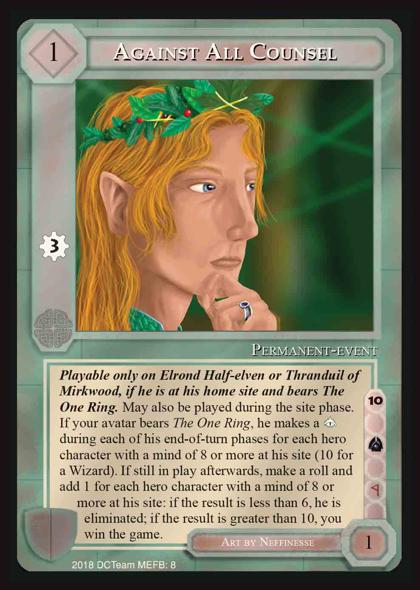 1
AGAINST ALL COUNSEL
3
PERMANENT-EVENT
Playable only on Elrond Half-elven or Thranduil of
Mirkwood, if he is at his home site and bears The
One Ring. May also be played during the site phase.
If your avatar bears The One Ring, he makes a
during each of his end-of-turn phases for each hero
character with a mind of 8 or more at his site (10 for
a Wizard). If still in play afterwards, make a roll and
add 1 for each hero character with a mind of 8 or
more at his site: if the result is less than 6, he is
eliminated; if the result is greater than 10, you
win the game.
10
ART BY NEFFINESSE
1
2018 DCTeam MEFB: 8